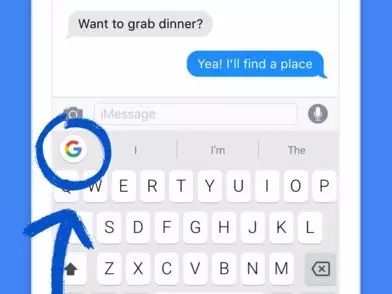 Want to grab dinner?
Yea! I'll find a place
iMessage
G
I I'm The
Q W E R T Y U I O P
S D F G H J K L
Z X C V B N M